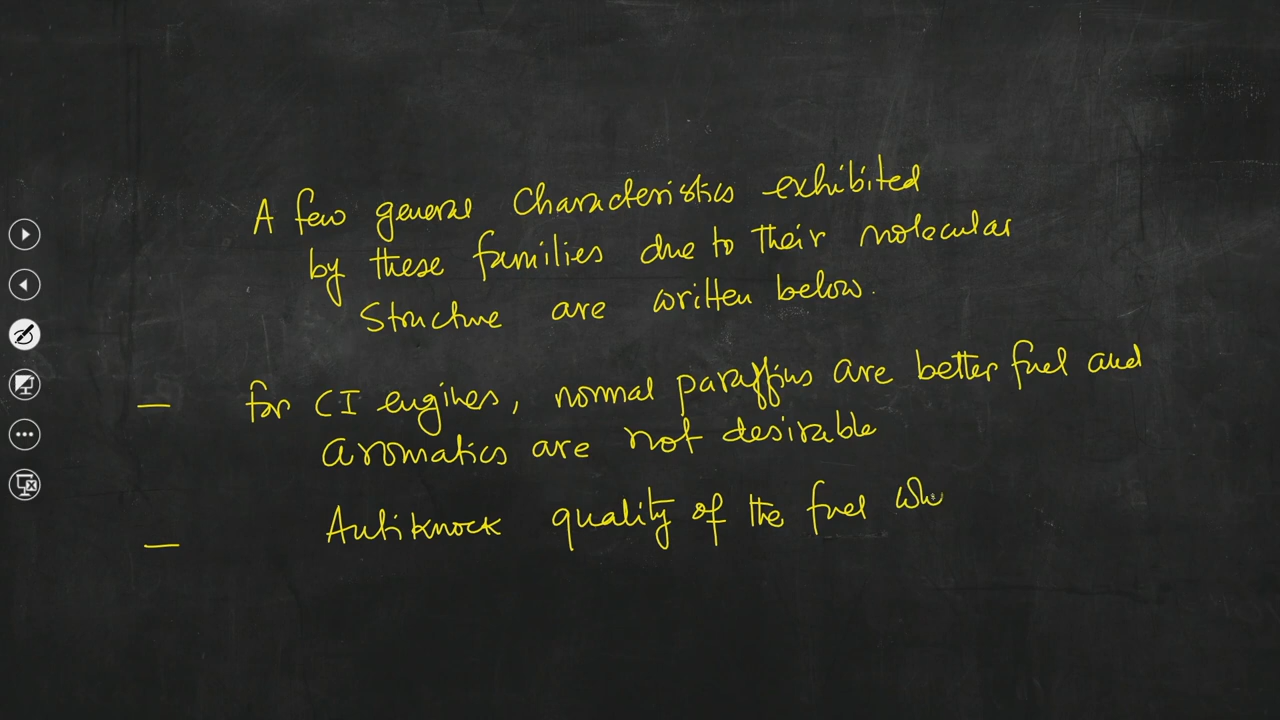 A few general Characteristics exhibited
by these families due to their molecular
Structure are written below.
— for CI engines, normal paraffins are better fuel and
aromatics are not desirable
— Antiknock quality of the fuel